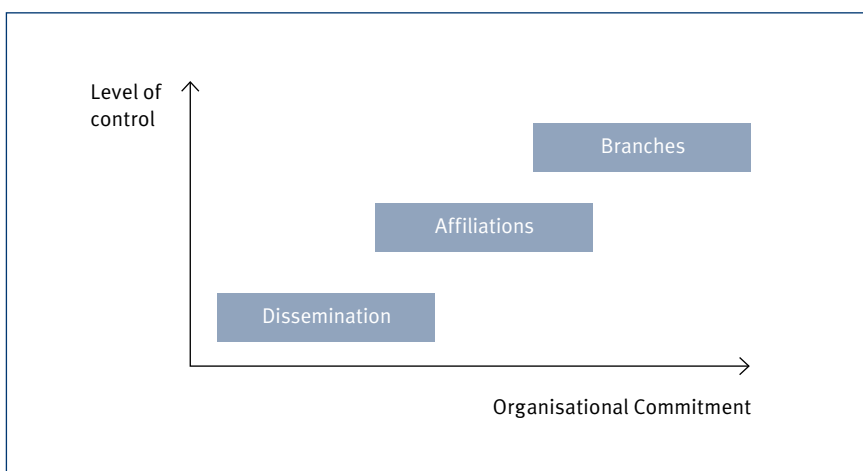 Level of
control
Branches
Affiliations
Dissemination
Organisational Commitment